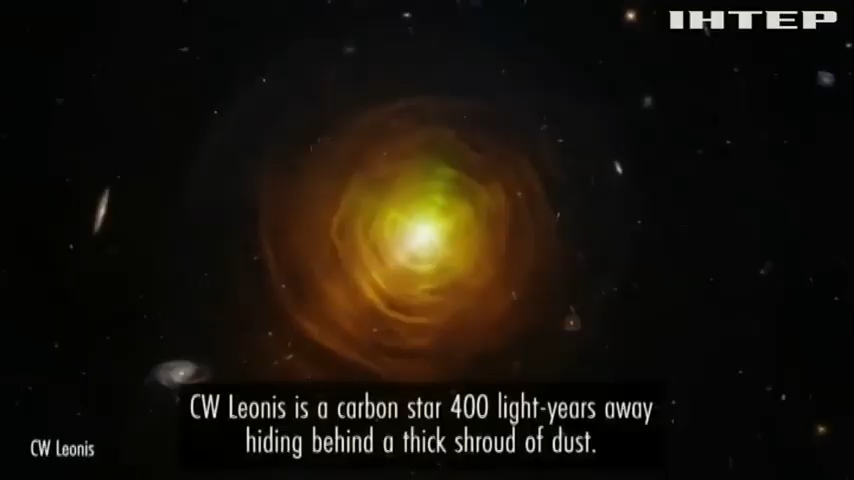 ІНТЕР
CW Leonis is a carbon star 400 light-years away
hiding behind a thick shroud of dust.
CW Leonis